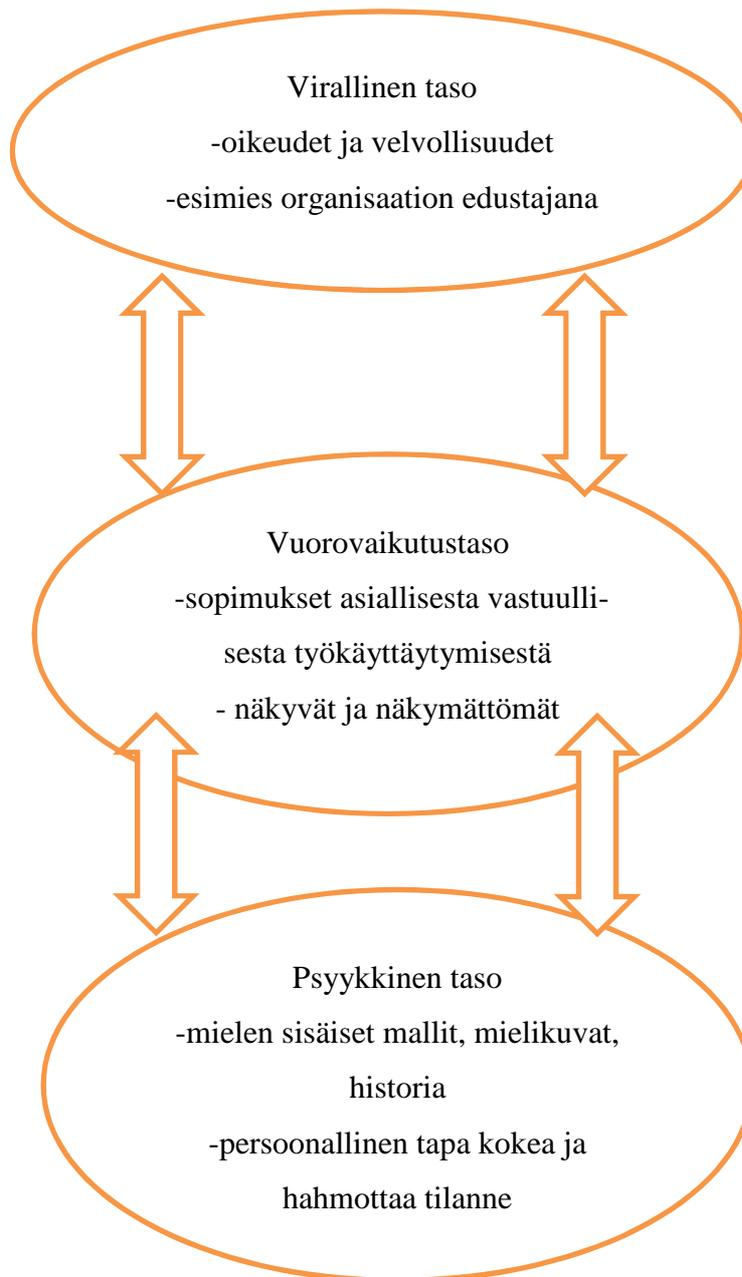 Virallinen taso
-oikeudet ja velvollisuudet
-esimies organisaation edustajana
Vuorovaikutustaso
-sopimukset asiallisesta vastuulli-
sesta työkäyttäytymisestä
- näkyvät ja näkymättömät
Psyykkinen taso
-mielen sisäiset mallit, mielikuvat,
historia
-persoonallinen tapa kokea ja
hahmottaa tilanne